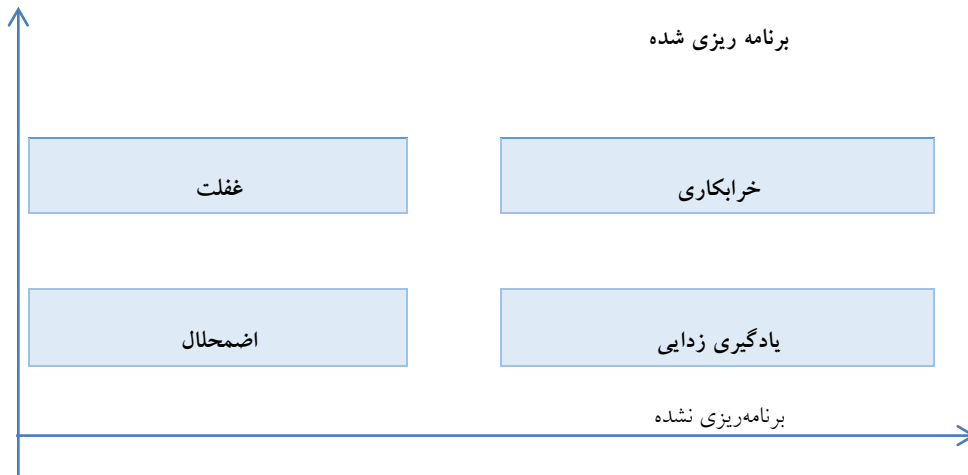 برنامه ریزی شده
خرابکاری
غفلت
یادگیری زدایی
اضمحلال
برنامه‌ریزی نشده